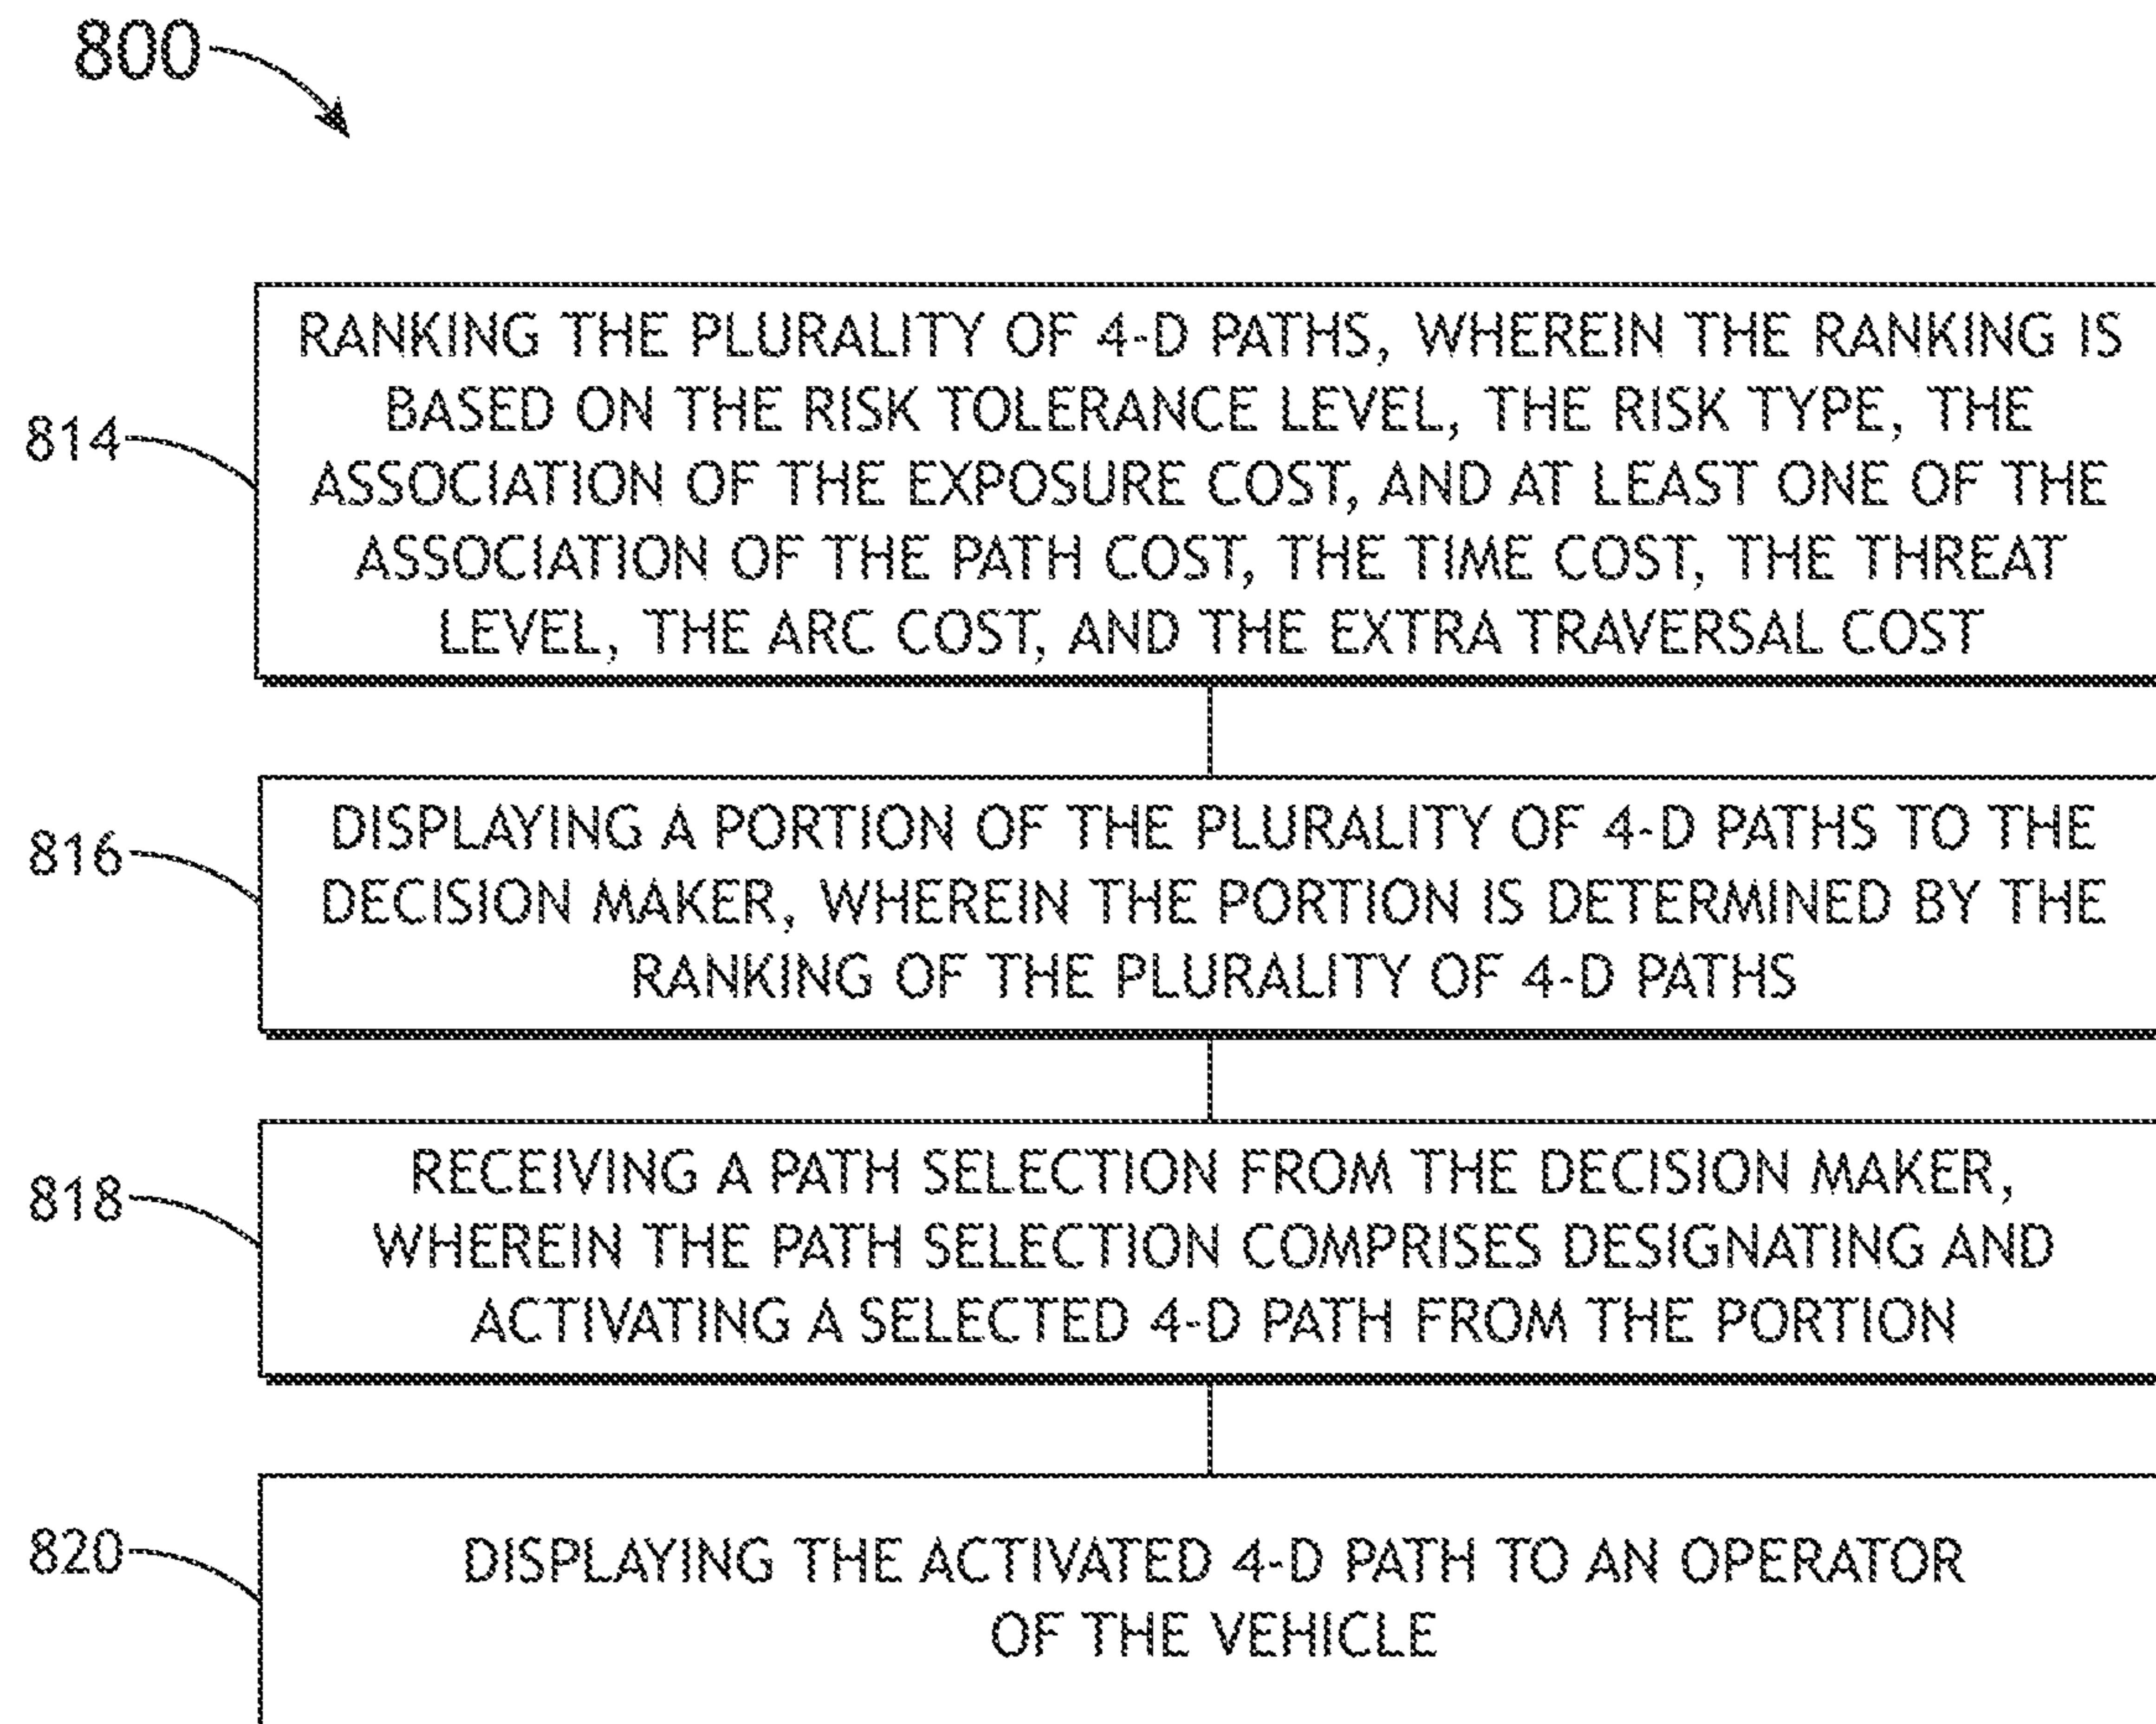 800
814
RANKING THE PLURALITY OF 4-D PATHS, WHEREIN THE RANKING IS
BASED ON THE RISK TOLERANCE LEVEL, THE RISK TYPE, THE
ASSOCIATION OF THE EXPOSURE COST, AND AT LEAST ONE OF THE
ASSOCIATION OF THE PATH COST, THE TIME COST, THE THREAT
LEVEL, THE ARC COST, AND THE EXTRA TRAVERSAL COST
816
DISPLAYING A PORTION OF THE PLURALITY OF 4-D PATHS TO THE
DECISION MAKER, WHEREIN THE PORTION IS DETERMINED BY THE
RANKING OF THE PLURALITY OF 4-D PATHS
818
RECEIVING A PATH SELECTION FROM THE DECISION MAKER,
WHEREIN THE PATH SELECTION COMPRISES DESIGNATING AND
ACTIVATING A SELECTED 4-D PATH FROM THE PORTION
820
DISPLAYING THE ACTIVATED 4-D PATH TO AN OPERATOR
OF THE VEHICLE